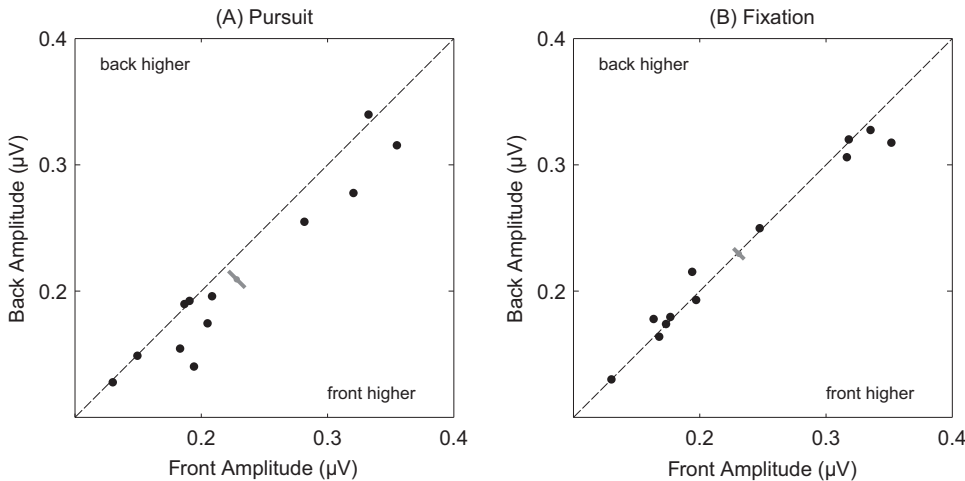 (A) Pursuit
0.4
back higher
0.3
Back Amplitude (µV)
0.2
front higher
0.2
0.3
0.4
Front Amplitude (µV)
(B) Fixation
0.4
back higher
0.3
Back Amplitude (µV)
0.2
front higher
0.2
0.3
0.4
Front Amplitude (µV)